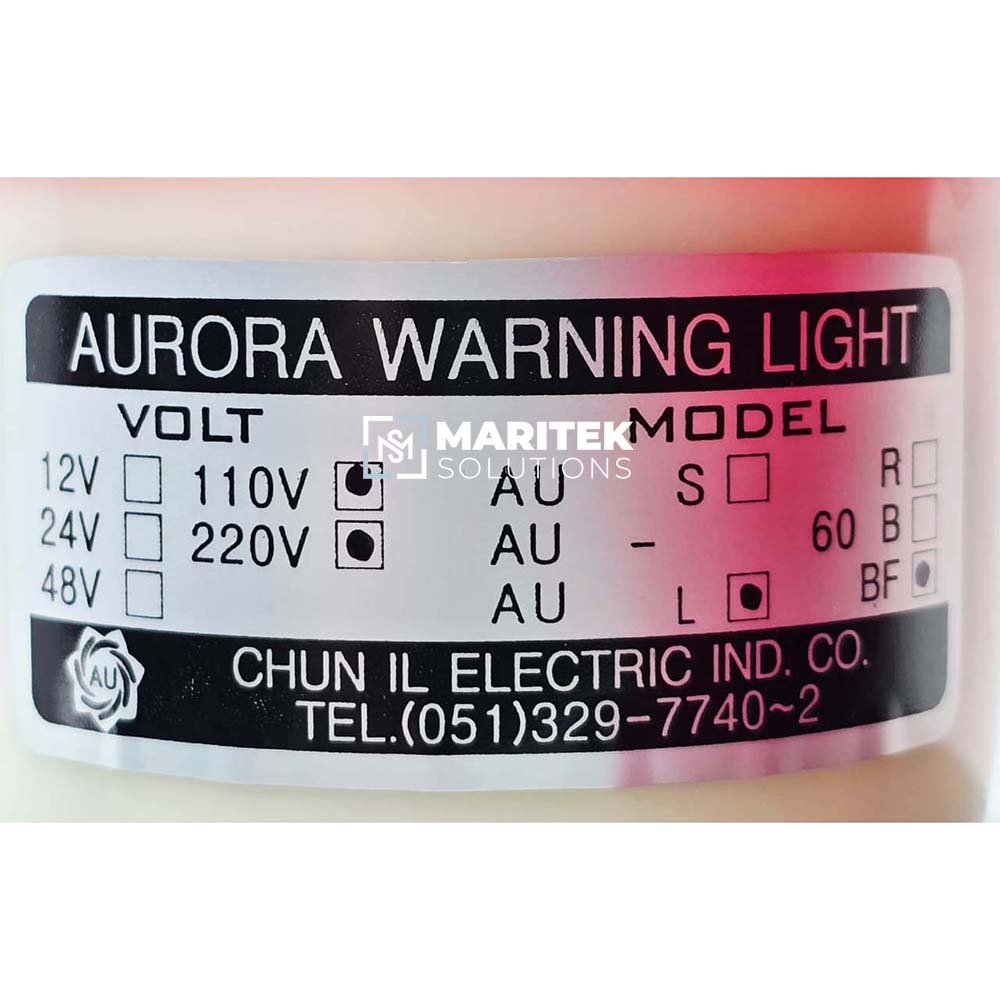 AURORA WARNING LIGHT
VOLT MODEL
12V ☐ 110V ☒ AU S ☐ R ☐
24V ☐ 220V ☒ AU - 60 B ☐
48V ☐ AU L ☒ BF ☒
AU
CHUN IL ELECTRIC IND. CO.
TEL.(051)329-7740~2
MS MARITEK
SOLUTIONS